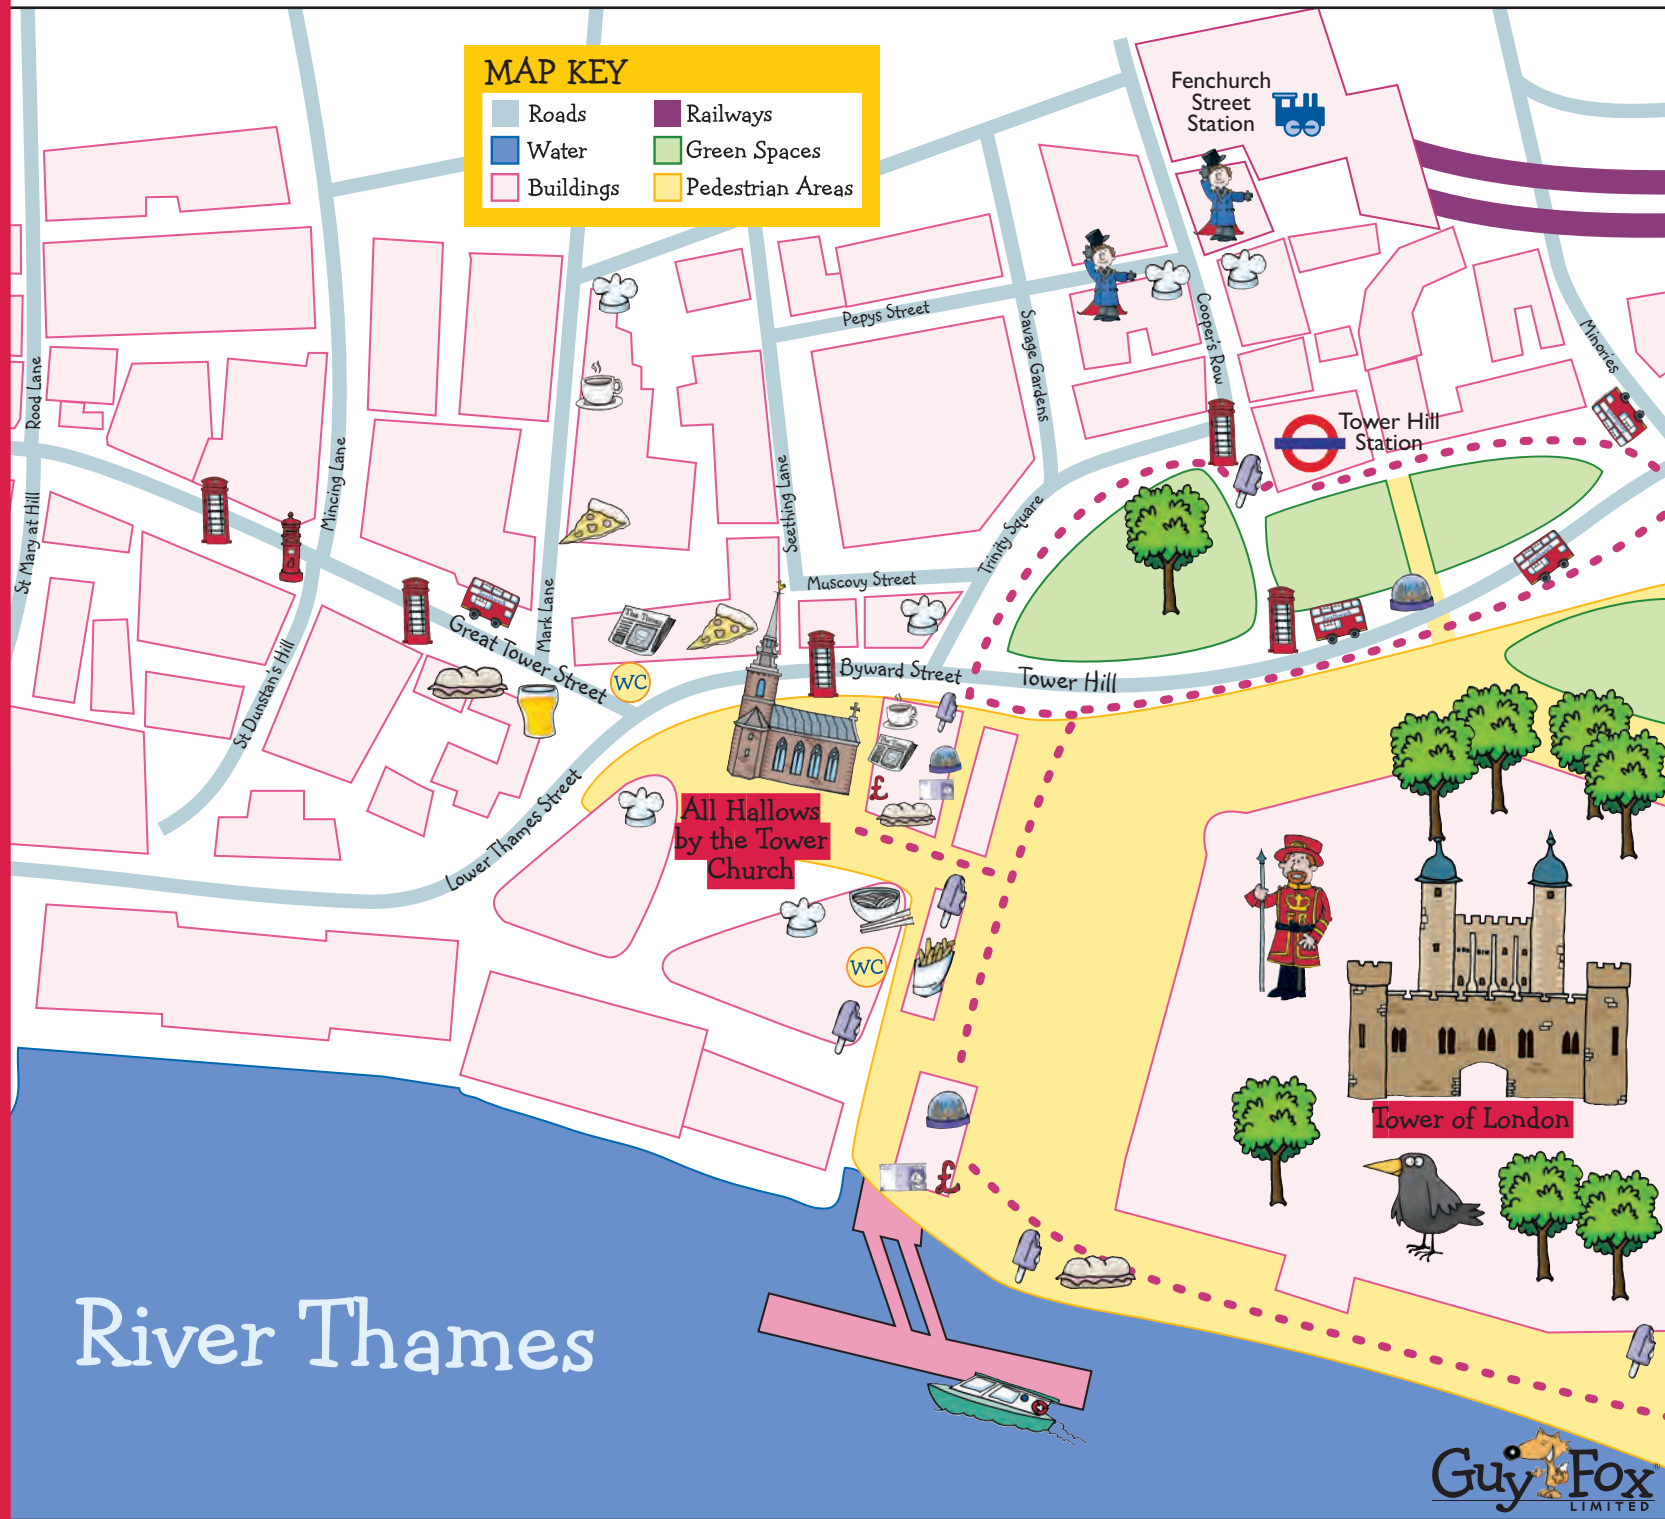 MAP KEY
Roads
Railways
Water
Green Spaces
Buildings
Pedestrian Areas
Fenchurch
Street
Station
Pepys Street
Savage Gardens
Cooper's Row
Minories
Rood Lane
Mincing Lane
St Mary at Hill
Seething Lane
Tower Hill
Station
Trinity Square
Muscovy Street
Mark Lane
The Times
Great Tower Street
WC
Byward Street
Tower Hill
St Dunstan's Hill
Lower Thames Street
£
All Hallows
by the Tower
Church
WC
ER
Tower of London
£
River Thames
Guy Fox
LIMITED